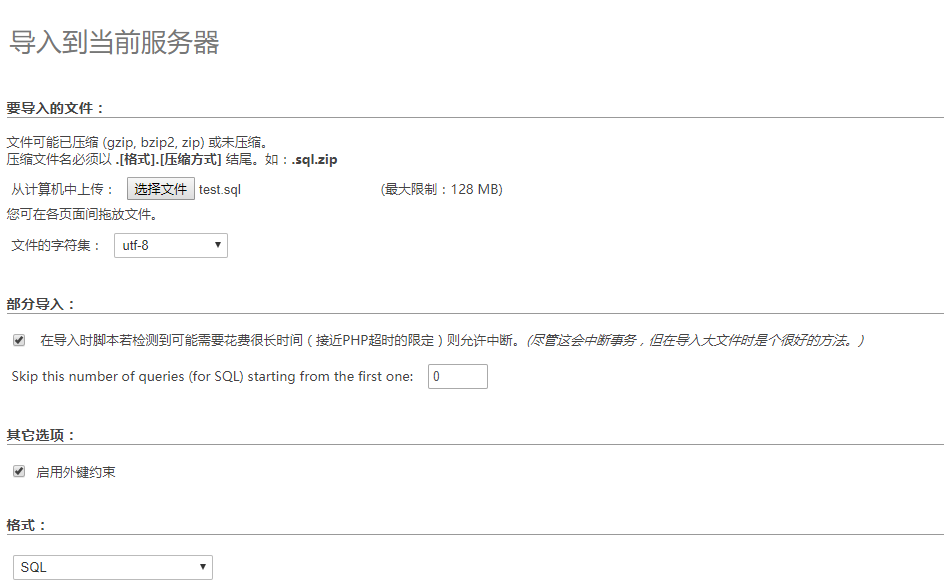 导入到当前服务器
要导入的文件：
文件可能已压缩 (gzip, bzip2, zip) 或未压缩。
压缩文件名必须以 .[格式].[压缩方式] 结尾。如：.sql.zip
从计算机中上传： 选择文件 test.sql (最大限制：128 MB)
您可在各页面间拖放文件。
文件的字符集： utf-8
部分导入：
在导入时脚本若检测到可能需要花费很长时间（接近PHP超时的限定）则允许中断。(尽管这会中断事务，但在导入大文件时是个很好的方法。)
Skip this number of queries (for SQL) starting from the first one: 0
其它选项：
启用外键约束
格式：
SQL